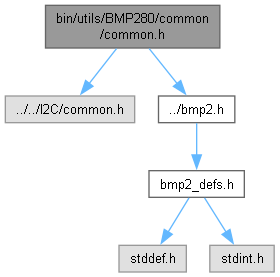 bin/utils/BMP280/common
/common.h
../../I2C/common.h
../bmp2.h
bmp2_defs.h
stddef.h
stdint.h